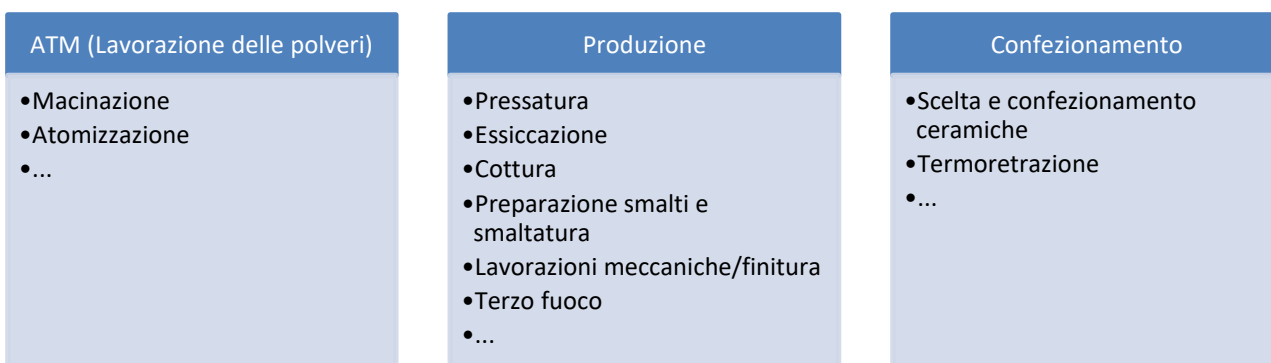 ATM (Lavorazione delle polveri)
•Macinazione
•Atomizzazione
•...
Produzione
•Pressatura
•Essiccazione
•Cottura
•Preparazione smalti e
smaltatura
•Lavorazioni meccaniche/finitura
•Terzo fuoco
•...
Confezionamento
•Scelta e confezionamento
ceramiche
•Termoretrazione
•...